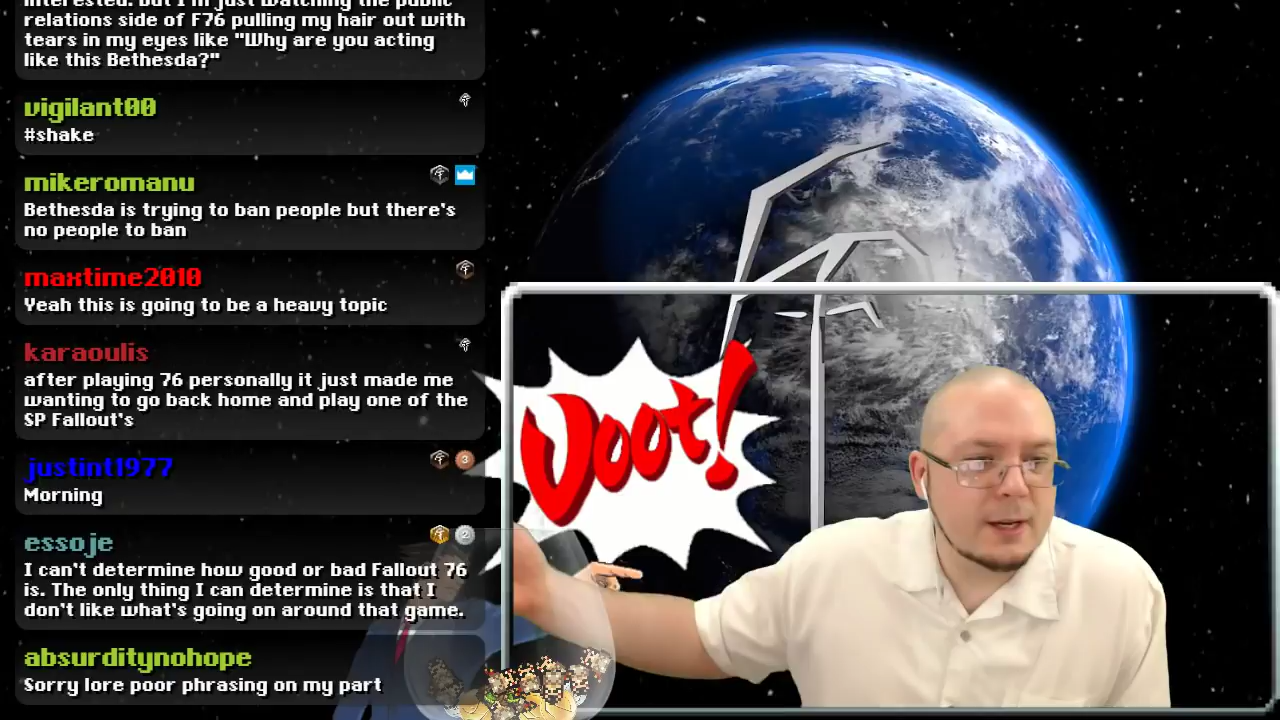 interested. but I'm just watching the public
relations side of F76 pulling my hair out with
tears in my eyes like "Why are you acting
like this Bethesda?"
vigilant00
#shake
mikeromanu
Bethesda is trying to ban people but there's
no people to ban
maxtime2010
Yeah this is going to be a heavy topic
karaoulis
after playing 76 personally it just made me
wanting to go back home and play one of the
SP Fallout's
justint1977
3
Morning
essoje
2
I can't determine how good or bad Fallout 76
is. The only thing I can determine is that I
don't like what's going on around that game.
absurditynohope
Sorry lore poor phrasing on my part
Voot!